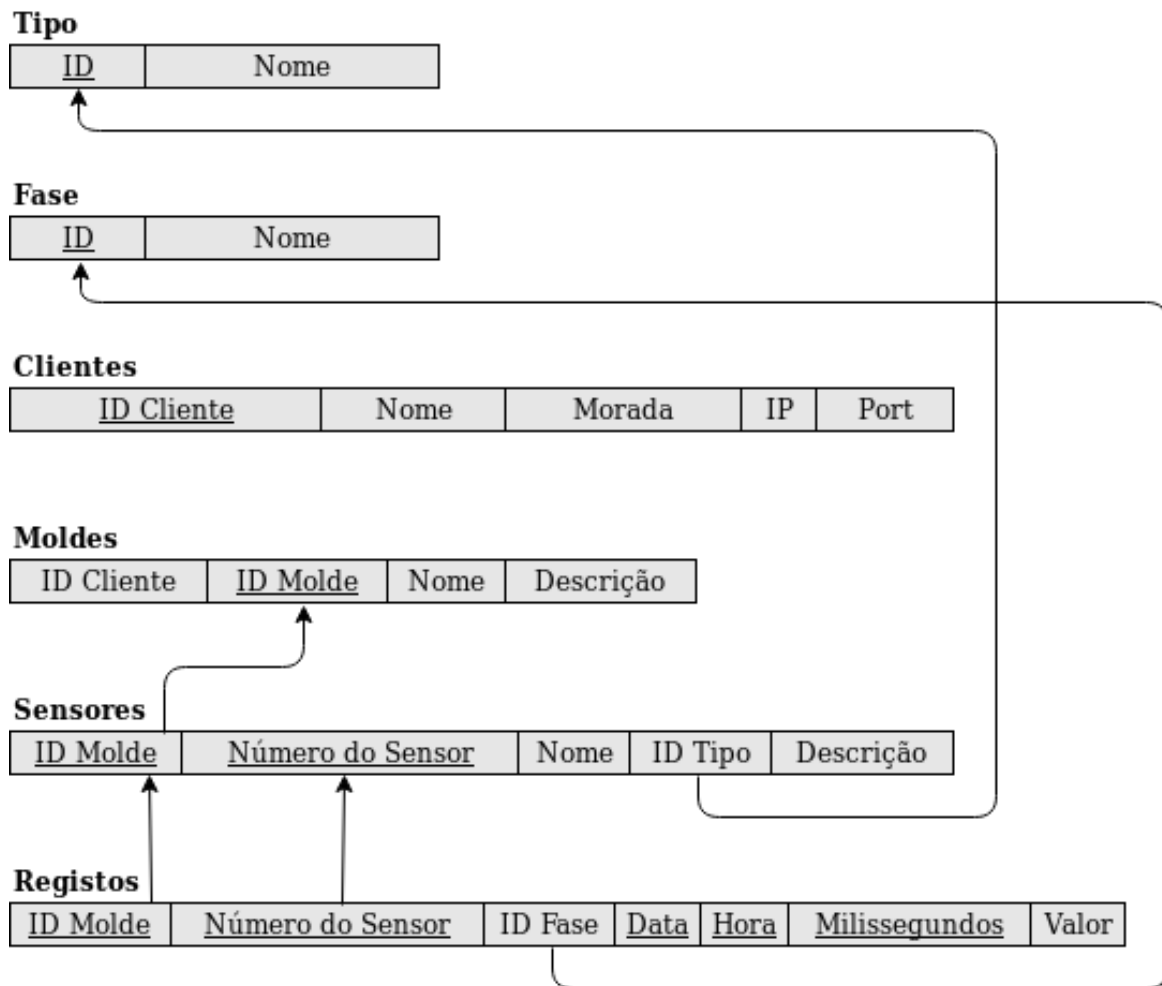 Tipo
ID Nome
Fase
ID Nome
Clientes
ID Cliente Nome Morada IP Port
Moldes
ID Cliente ID Molde Nome Descrição
Sensores
ID Molde Número do Sensor Nome ID Tipo Descrição
Registos
ID Molde Número do Sensor ID Fase Data Hora Milissegundos Valor